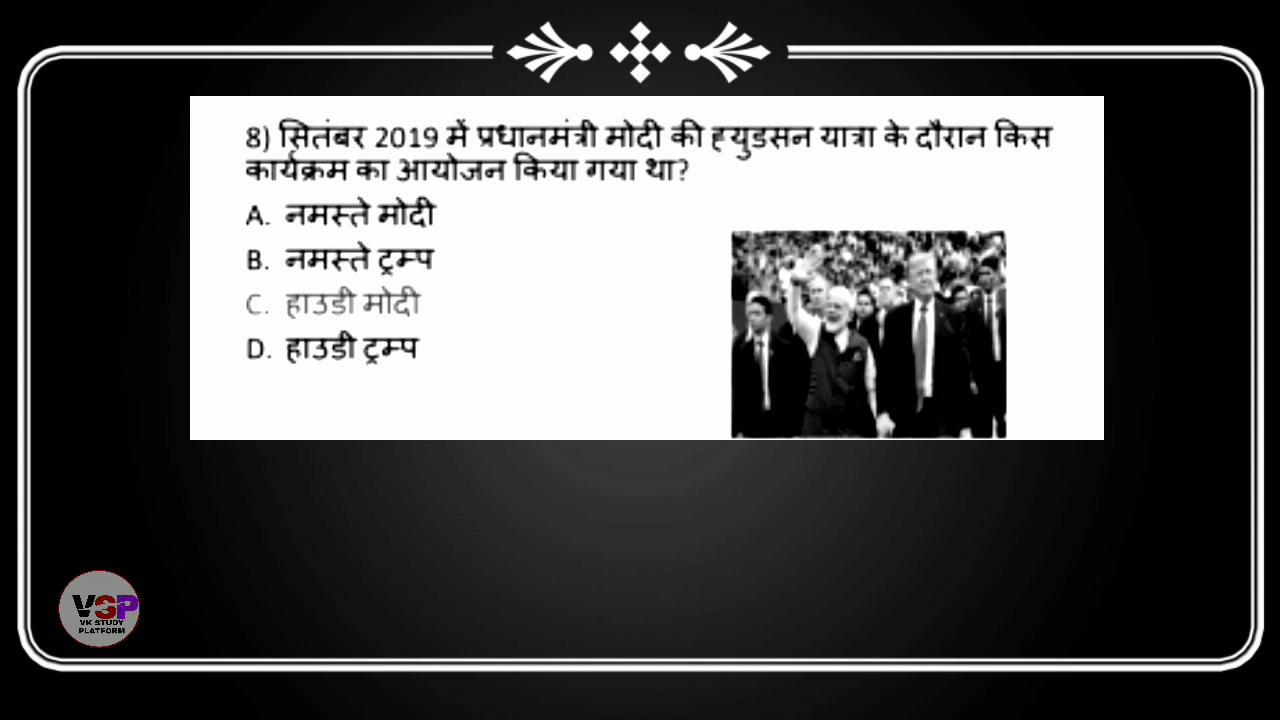 8) सितंबर 2019 में प्रधानमंत्री मोदी की ह्युडसन यात्रा के दौरान किस
कार्यक्रम का आयोजन किया गया था?
A. नमस्ते मोदी
B. नमस्ते ट्रम्प
C. हाउडी मोदी
D. हाउडी ट्रम्प
VSP
VK STUDY
PLATFORM